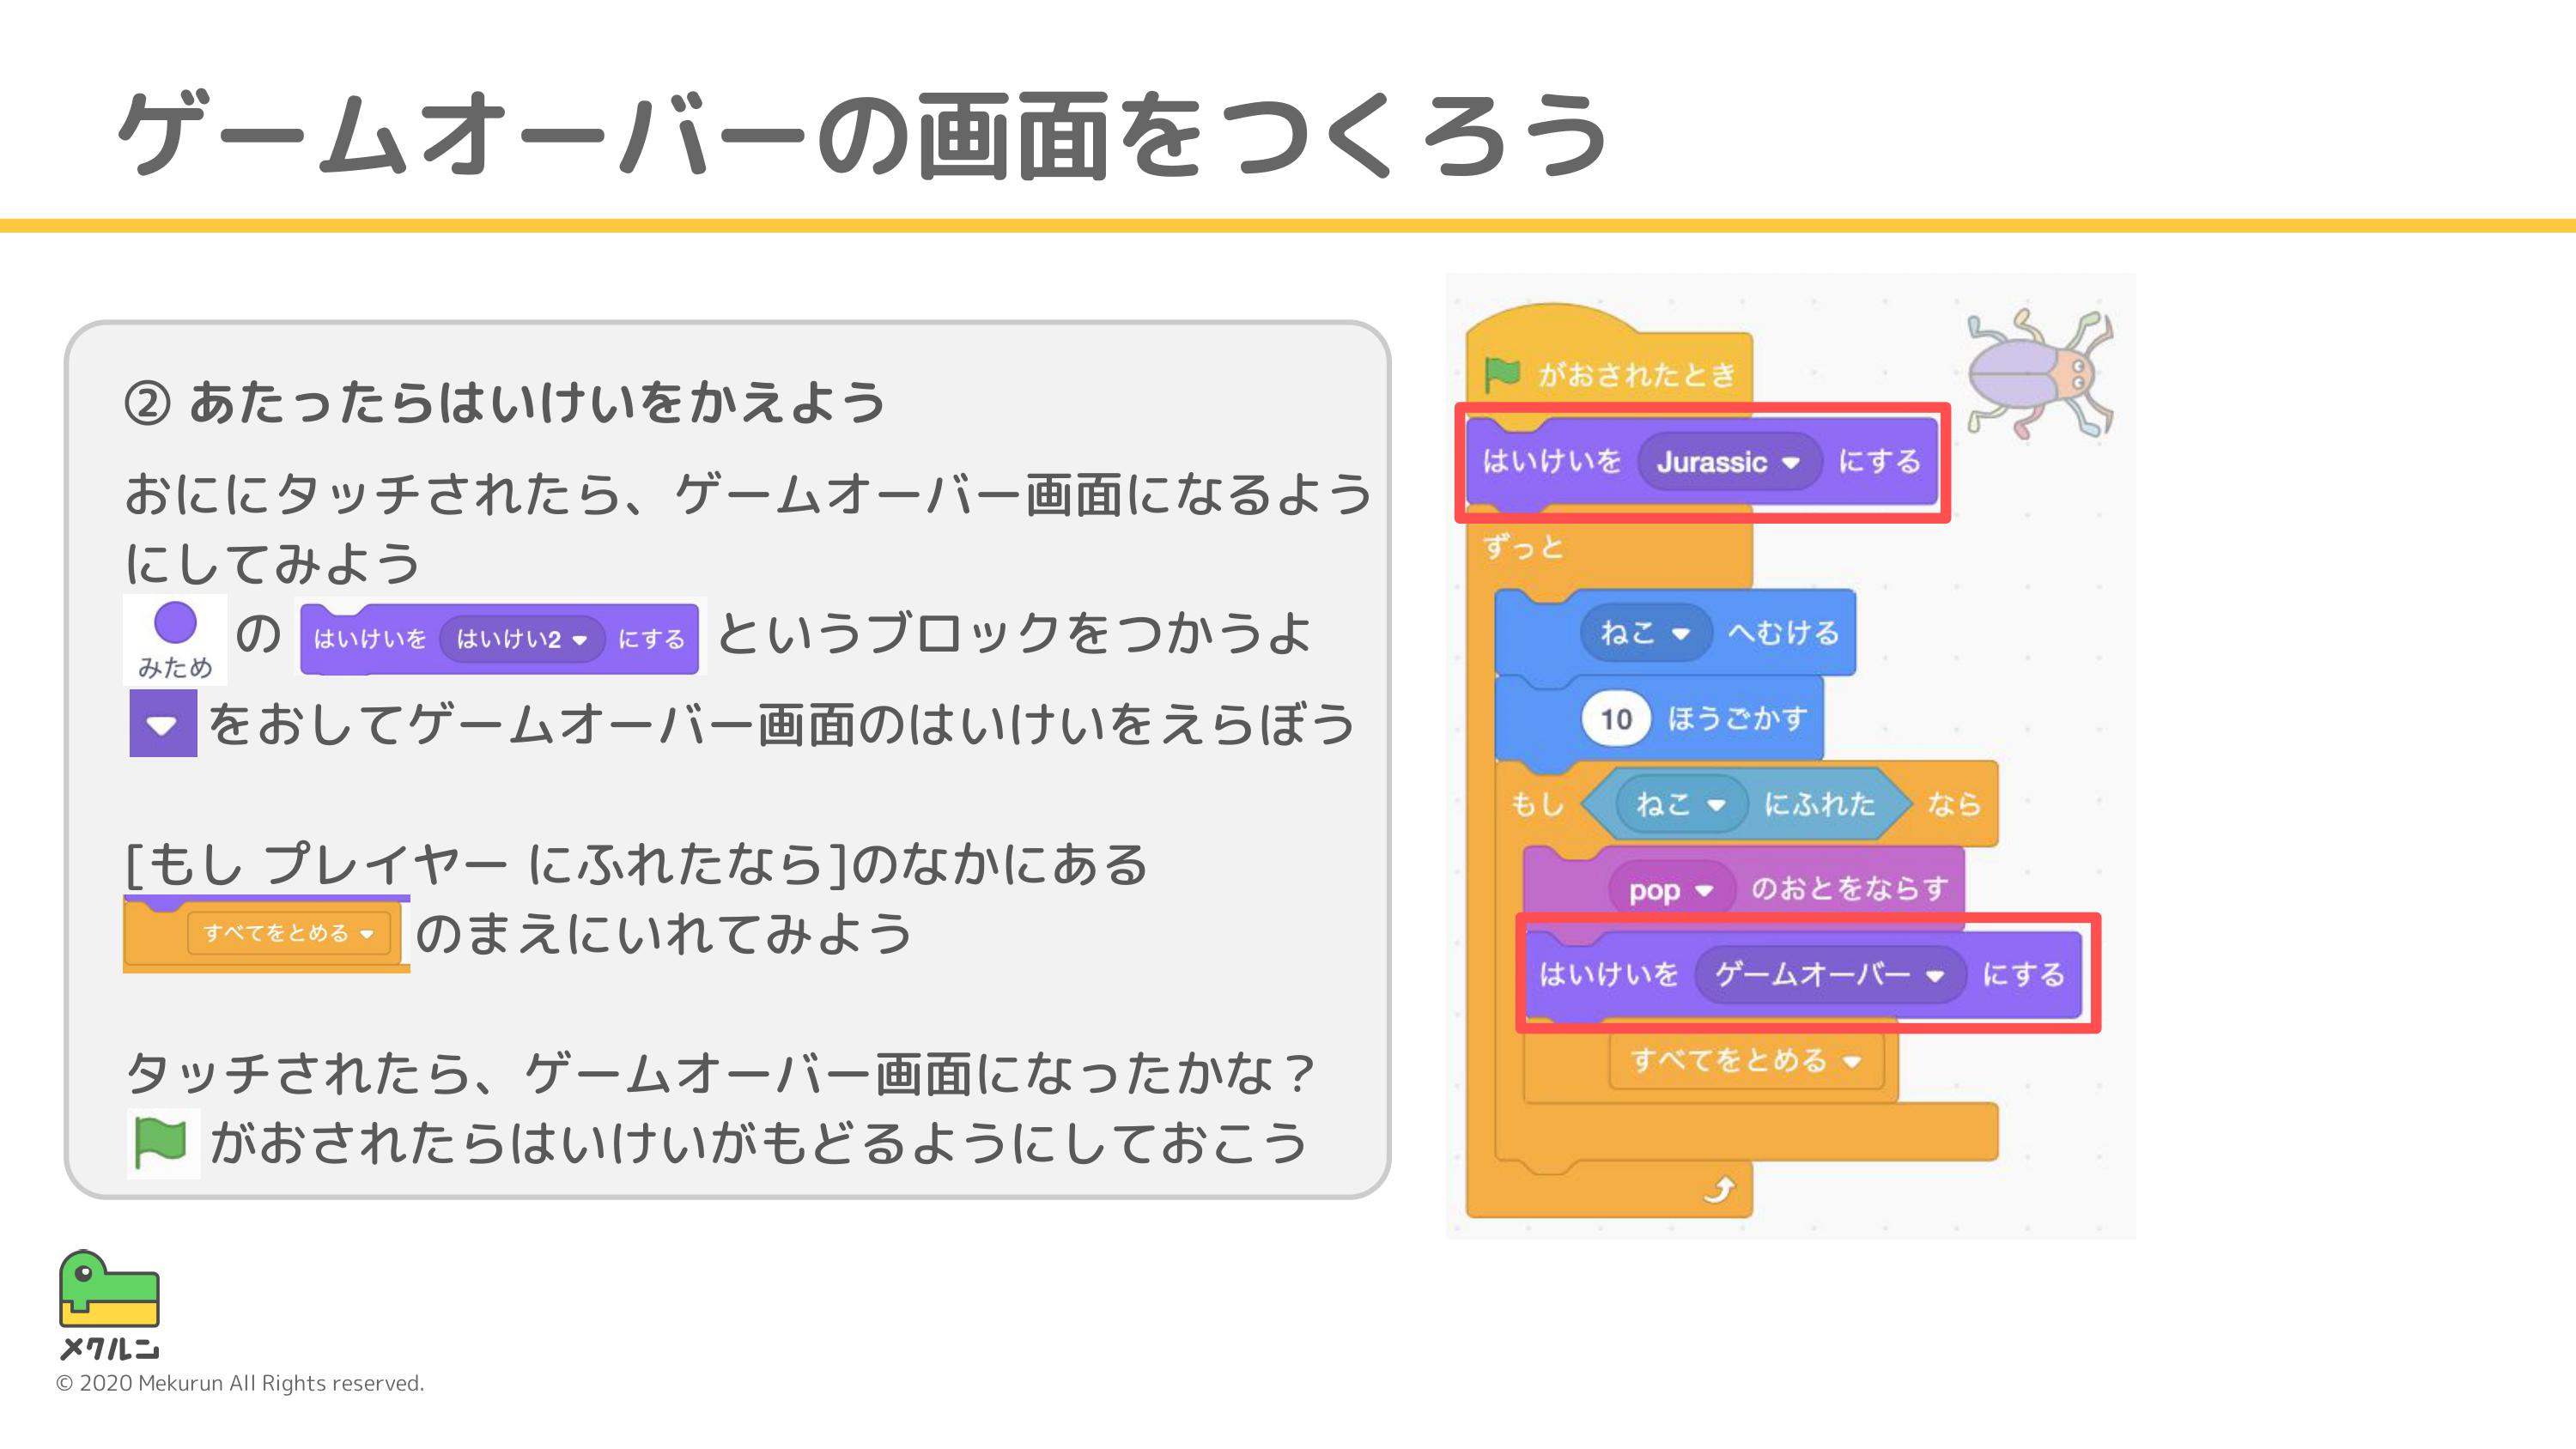 ゲームオーバーの画面をつくろう
② あたったらはいけいをかえよう
おににタッチされたら、ゲームオーバー画面になるよう
にしてみよう
みため の はいけいを はいけい2 にする というブロックをつかうよ
をおしてゲームオーバー画面のはいけいをえらぼう
[もし プレイヤー にふれたなら]のなかにある
すべてをとめる のまえにいれてみよう
タッチされたら、ゲームオーバー画面になったかな？
がおされたらはいけいがもどるようにしておこう
がおされたとき
はいけいを Jurassic にする
ずっと
ねこ へむける
10 ほうごかす
もし ねこ にふれた なら
pop のおとをならす
はいけいを ゲームオーバー にする
すべてをとめる
メクルン
© 2020 Mekurun All Rights reserved.